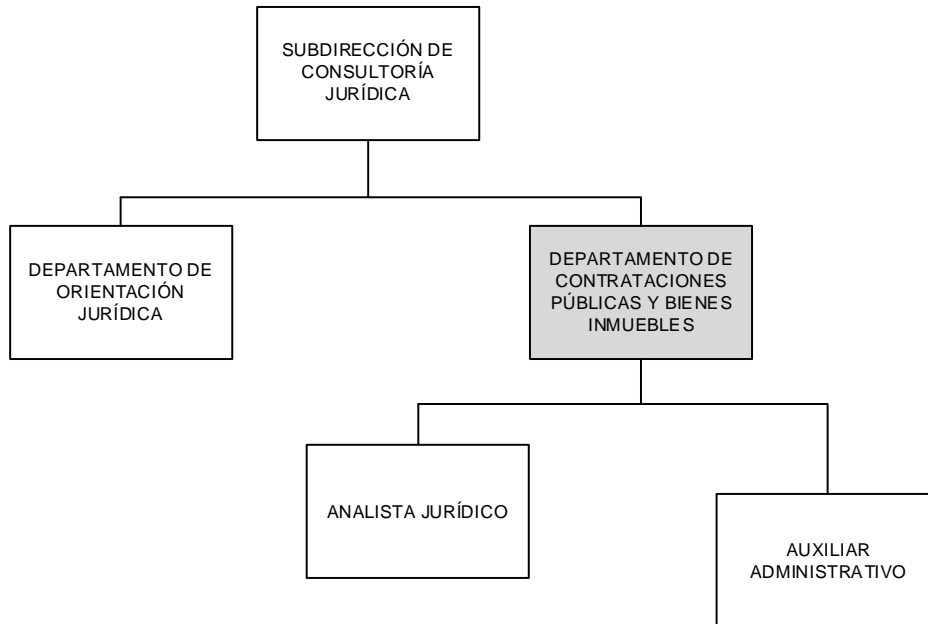 SUBDIRECCIÓN DE
CONSULTORÍA
JURÍDICA
DEPARTAMENTO DE
ORIENTACIÓN
JURÍDICA
DEPARTAMENTO DE
CONTRATACIONES
PÚBLICAS Y BIENES
INMUEBLES
ANALISTA JURÍDICO
AUXILIAR
ADMINISTRATIVO